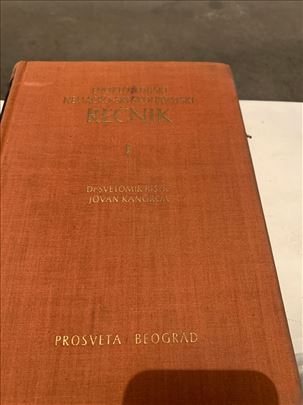 ENCIKLOPEDIJSKI
NEMAČKO-SRPSKOHRVATSKI
REČNIK
I
Dr SVETOMIR RISTIĆ
JOVAN KANGRGA
PROSVETA BEOGRAD